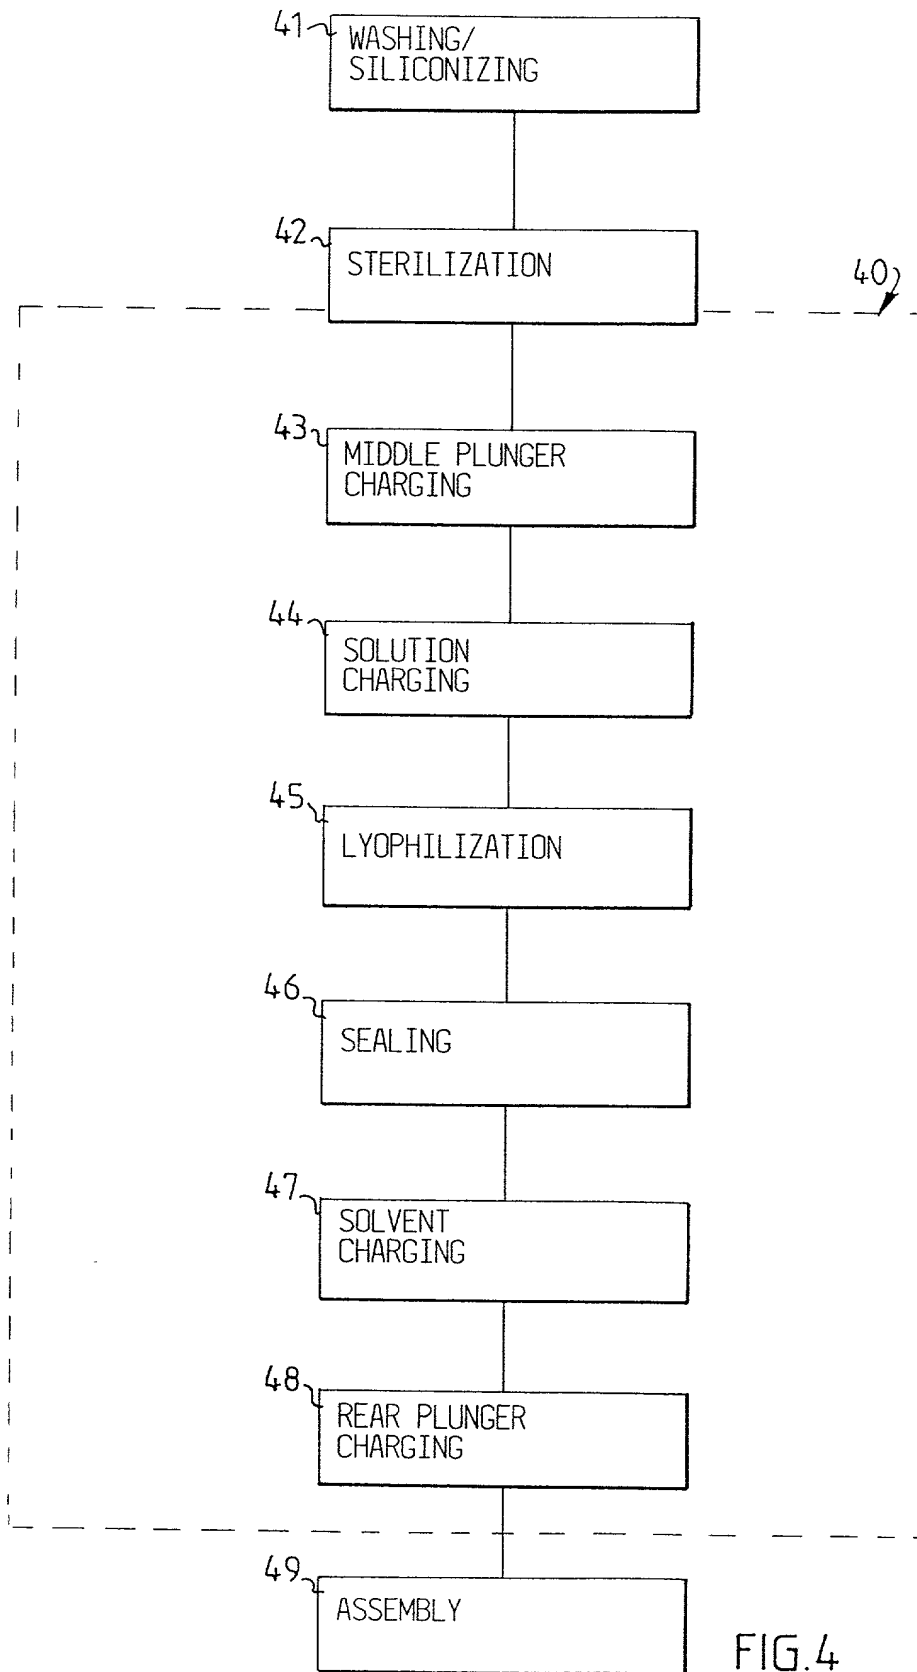 41
WASHING/
SILICONIZING
42
STERILIZATION
40
43
MIDDLE PLUNGER
CHARGING
44
SOLUTION
CHARGING
45
LYOPHILIZATION
46
SEALING
47
SOLVENT
CHARGING
48
REAR PLUNGER
CHARGING
49
ASSEMBLY
FIG.4